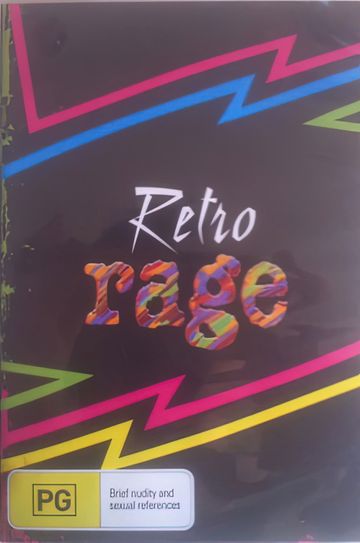 Retro
rage
PG
Brief nudity and
sexual references